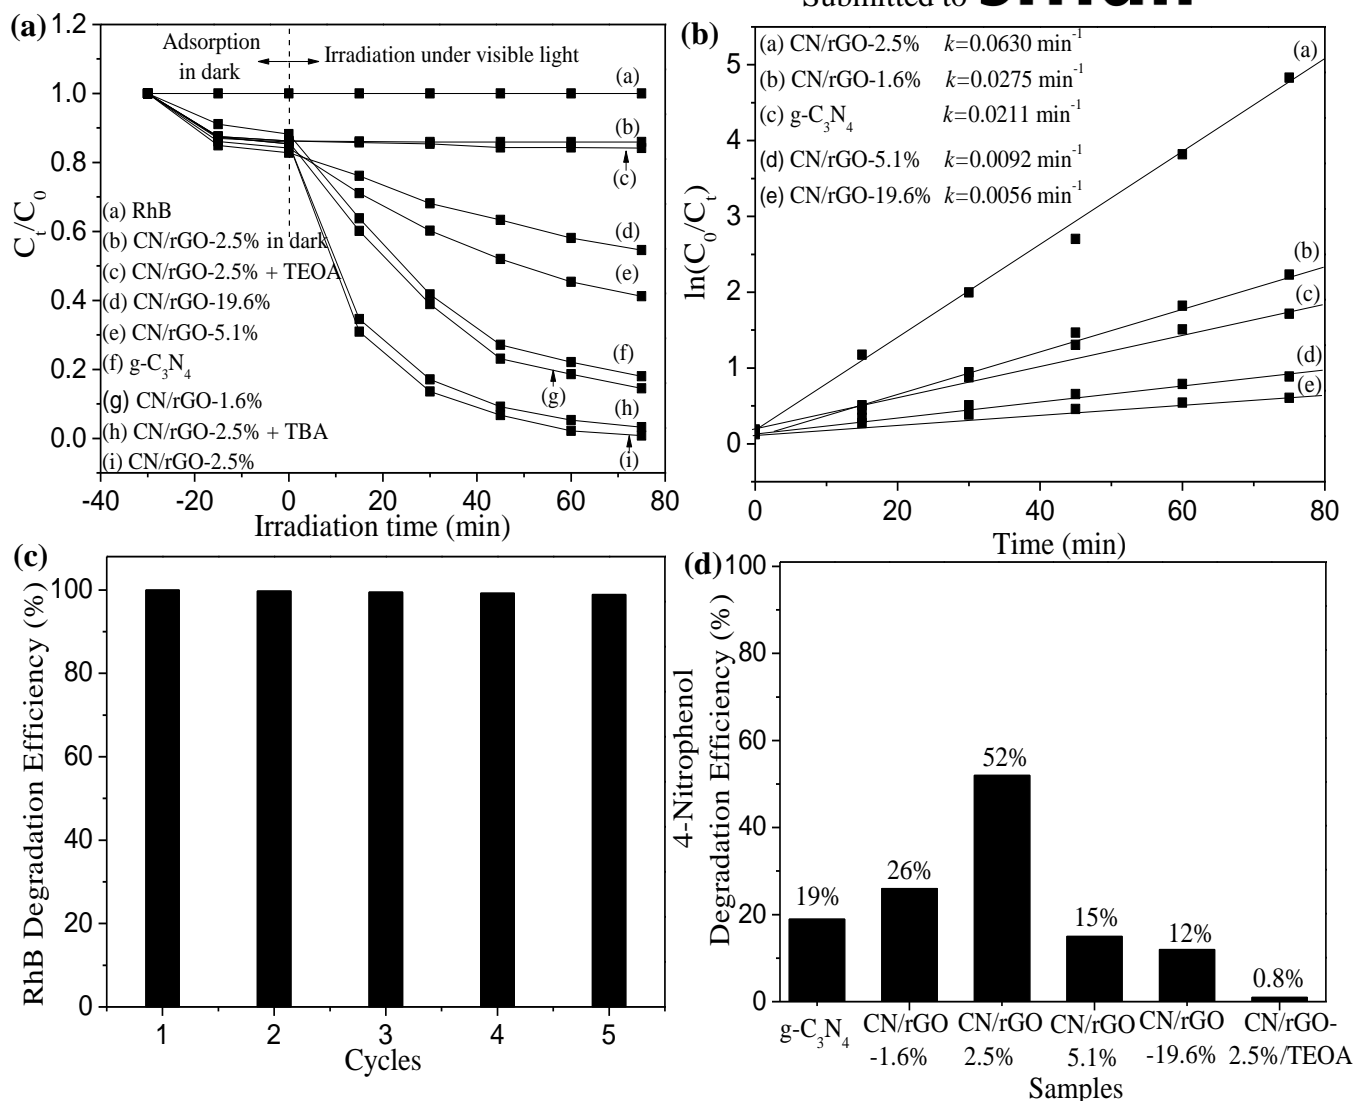 Submitted to
(a)
1.2
1.0
0.8
0.6
0.4
0.2
0.0
C_t/C_0
Adsorption
in dark
Irradiation under visible light
(a)
(b)
(c)
(d)
(e)
(f)
(g)
(h)
(i)
(a) RhB
(b) CN/rGO-2.5% in dark
(c) CN/rGO-2.5% + TEOA
(d) CN/rGO-19.6%
(e) CN/rGO-5.1%
(f) g-C₃N₄
(g) CN/rGO-1.6%
(h) CN/rGO-2.5% + TBA
(i) CN/rGO-2.5%
-40 -20 0 20 40 60 80
Irradiation time (min)
(b)
5
4
3
2
1
0
ln(C_0/C_t)
(a) CN/rGO-2.5% k=0.0630 min⁻¹
(b) CN/rGO-1.6% k=0.0275 min⁻¹
(c) g-C₃N₄ k=0.0211 min⁻¹
(d) CN/rGO-5.1% k=0.0092 min⁻¹
(e) CN/rGO-19.6% k=0.0056 min⁻¹
(a)
(b)
(c)
(d)
(e)
0 20 40 60 80
Time (min)
(c)
100
80
60
40
20
0
RhB Degradation Efficiency (%)
1 2 3 4 5
Cycles
(d)
100
80
60
40
20
0
4-Nitrophenol
Degradation Efficiency (%)
19%
26%
52%
15%
12%
0.8%
g-C₃N₄
CN/rGO
-1.6%
CN/rGO
2.5%
CN/rGO
5.1%
CN/rGO
-19.6%
CN/rGO-
2.5%/TEOA
Samples